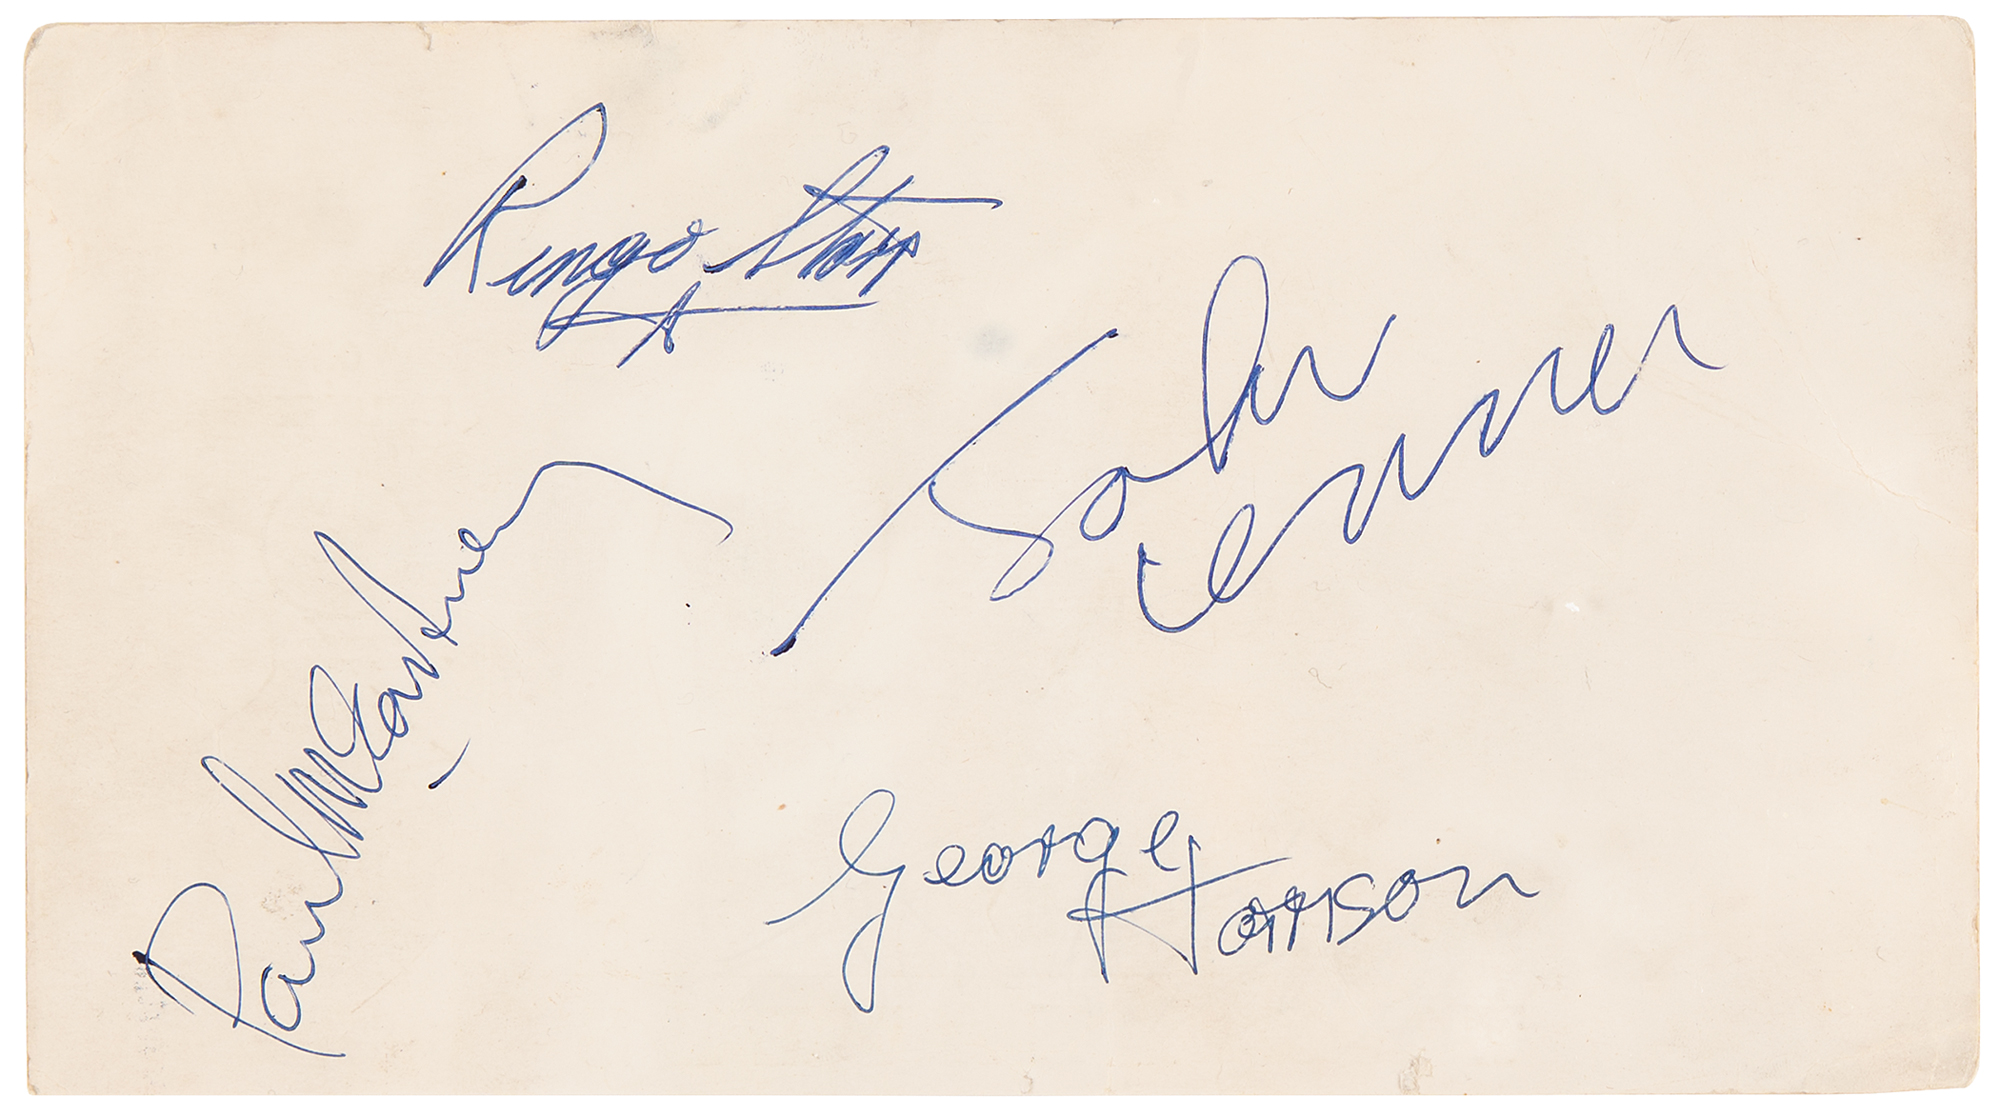 Ringo Starr
John
Lennon
Paul McCartney
George
Harrison